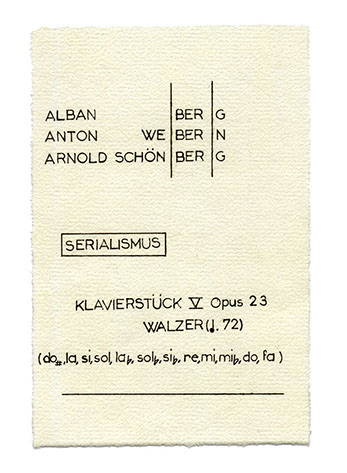 ALBAN BER G
ANTON WE BER N
ARNOLD SCHÖN BER G
SERIALISMUS
KLAVIERSTÜCK V Opus 23
WALZER (♩. 72)
(do#, la, si, sol, la♭, sol♭, si♭, re, mi, mi♭, do, fa)